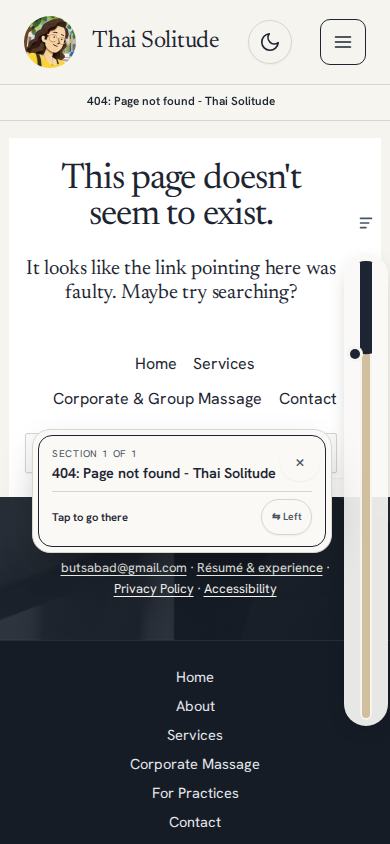 Thai Solitude
404: Page not found - Thai Solitude
This page doesn't
seem to exist.
It looks like the link pointing here was
faulty. Maybe try searching?
Home Services
Corporate & Group Massage Contact
SECTION 1 OF 1
404: Page not found - Thai Solitude
×
Tap to go there
⇆ Left
butsabad@gmail.com · Résumé & experience ·
Privacy Policy · Accessibility
Home
About
Services
Corporate Massage
For Practices
Contact